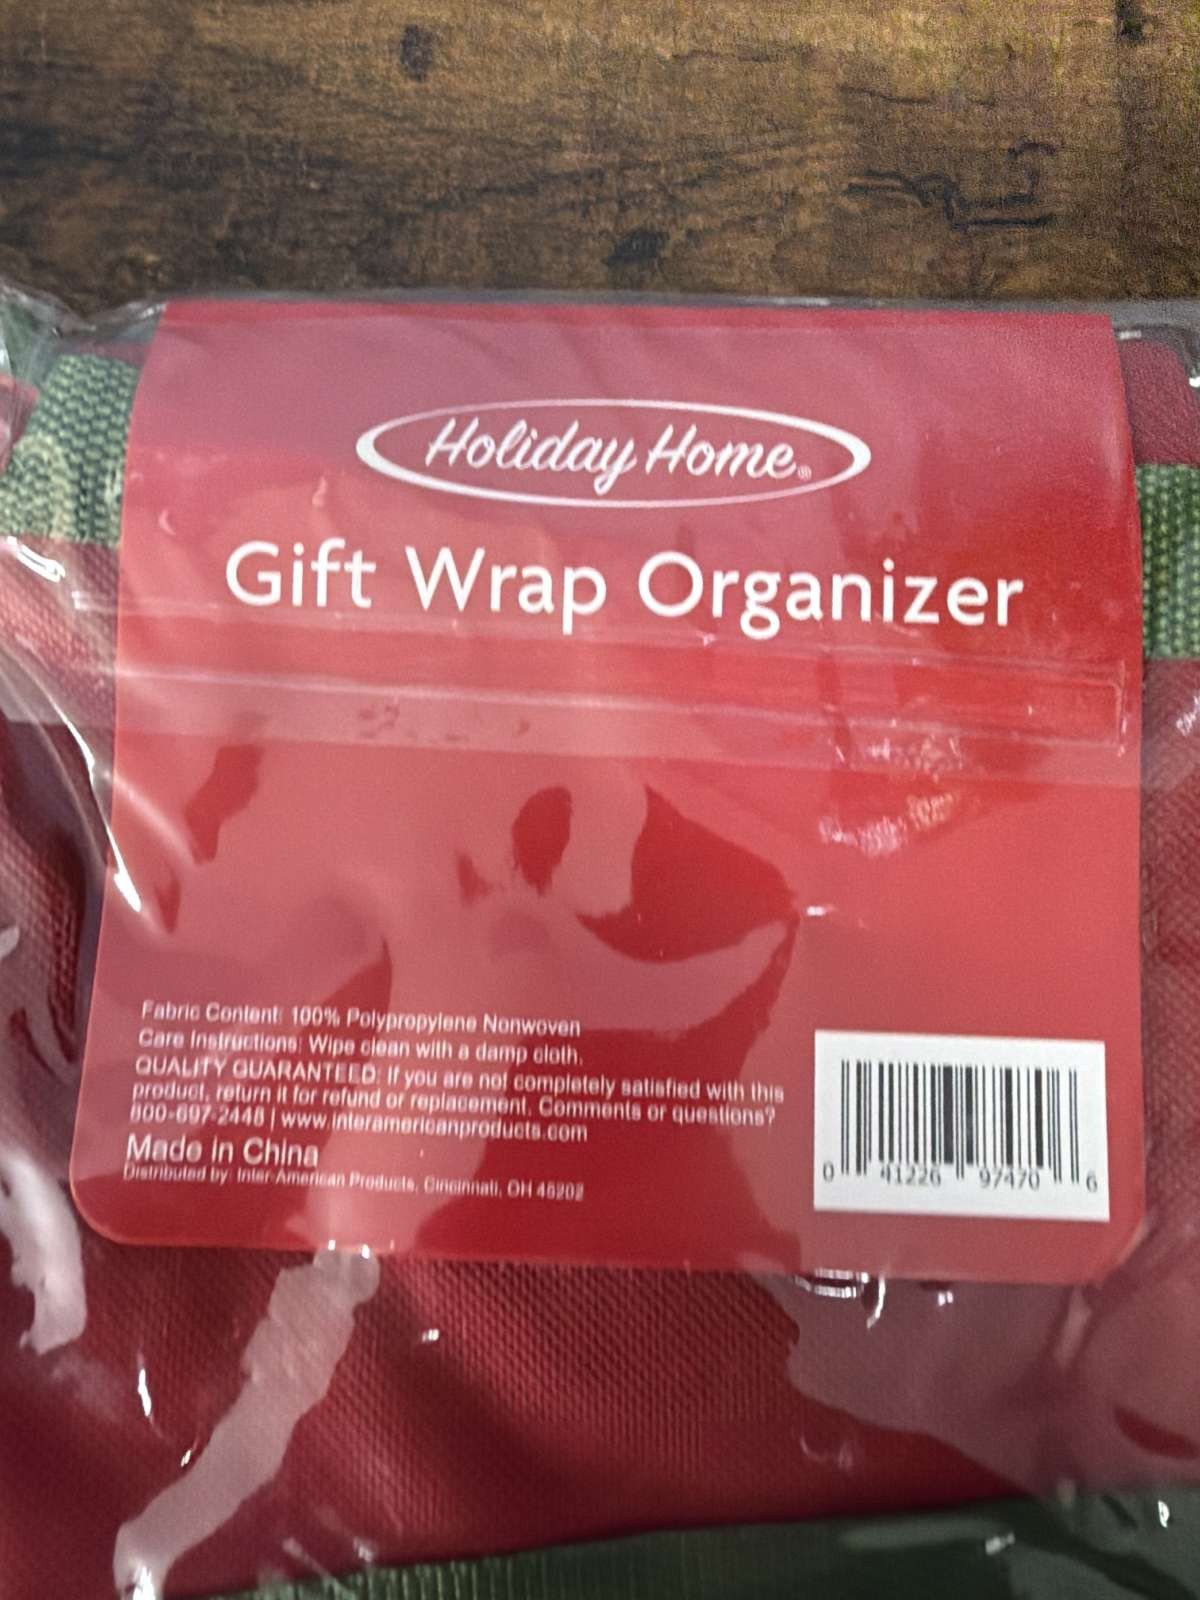 Holiday Home®
Gift Wrap Organizer
Fabric Content: 100% Polypropylene Nonwoven
Care Instructions: Wipe clean with a damp cloth.
QUALITY GUARANTEED: If you are not completely satisfied with this
product, return it for refund or replacement. Comments or questions?
800-697-2448 | www.interamericanproducts.com
Made in China
Distributed by: Inter-American Products, Cincinnati, OH 45202
0 41226 97470 6